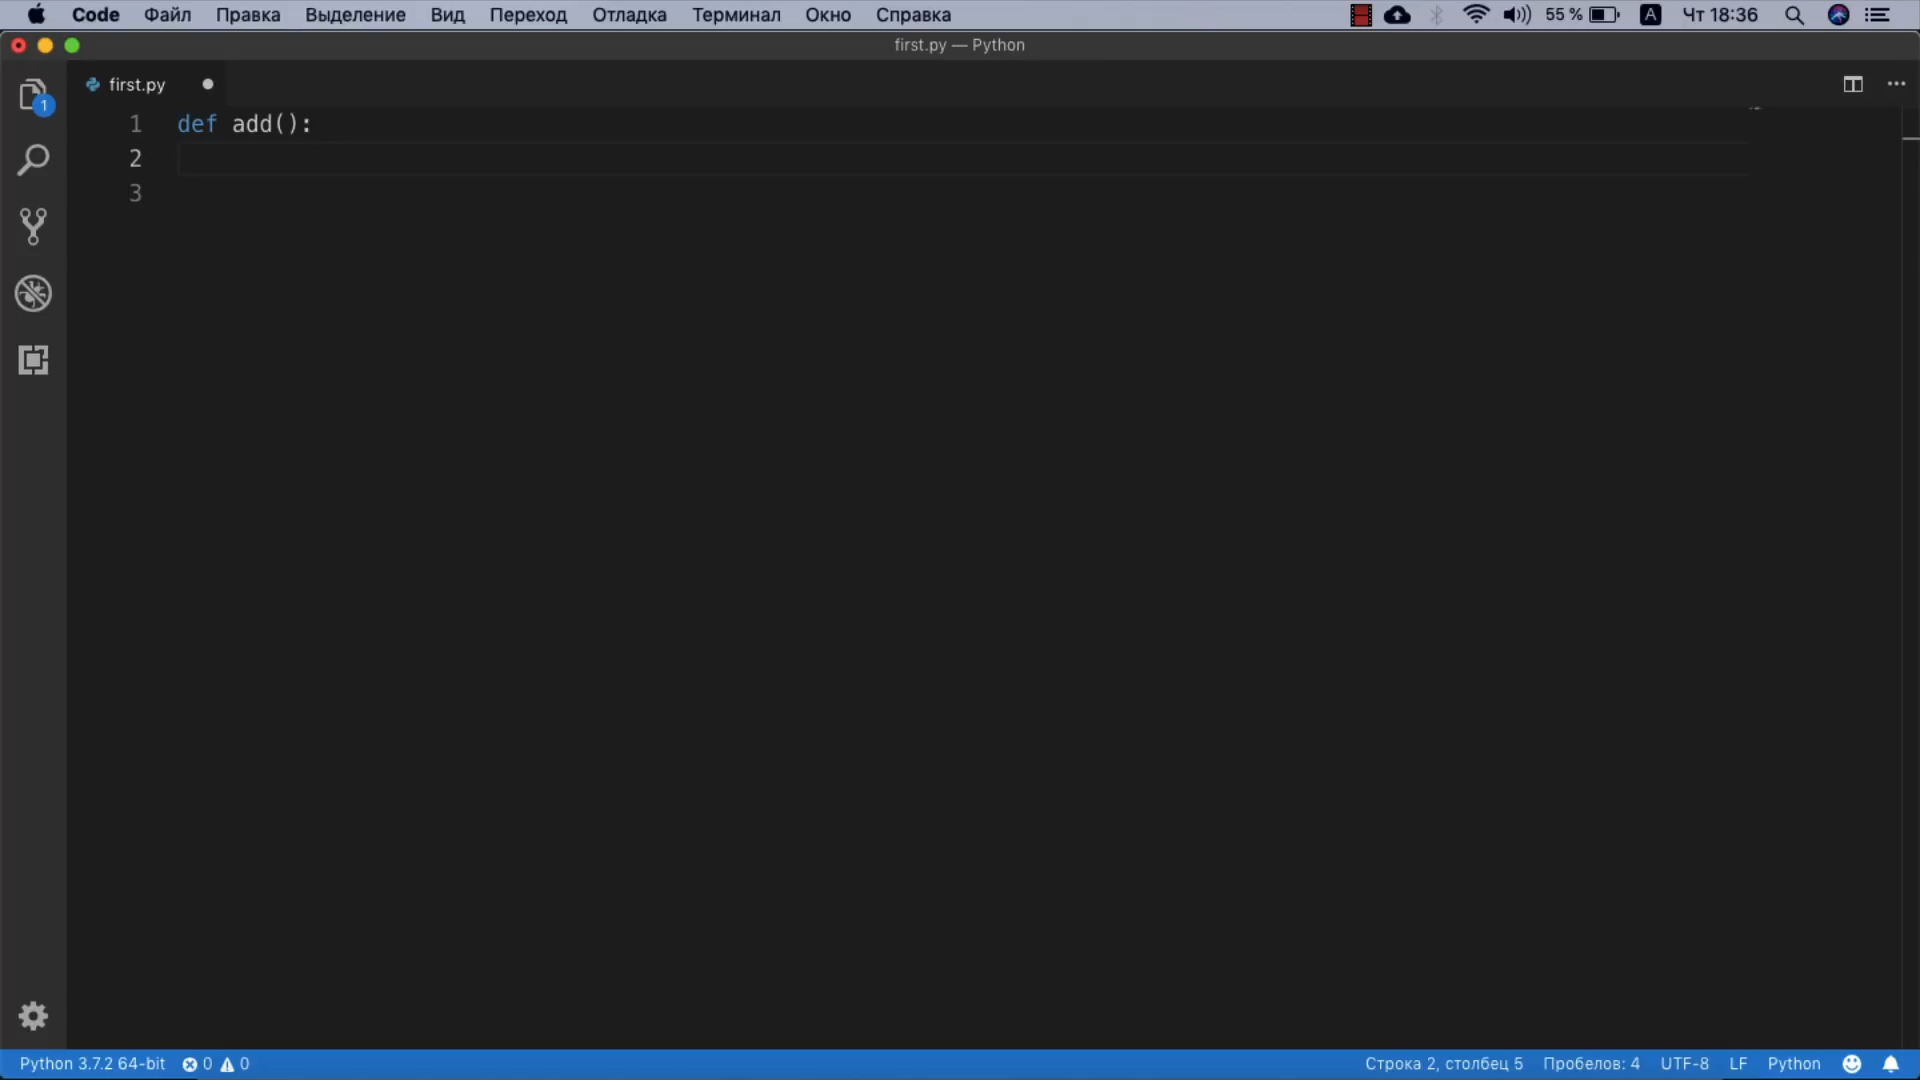 Code Файл Правка Выделение Вид Переход Отладка Терминал Окно Справка 55 % A Чт 18:36
first.py — Python
first.py
1
1 def add():
2
3
Python 3.7.2 64-bit 0 0 Строка 2, столбец 5 Пробелов: 4 UTF-8 LF Python